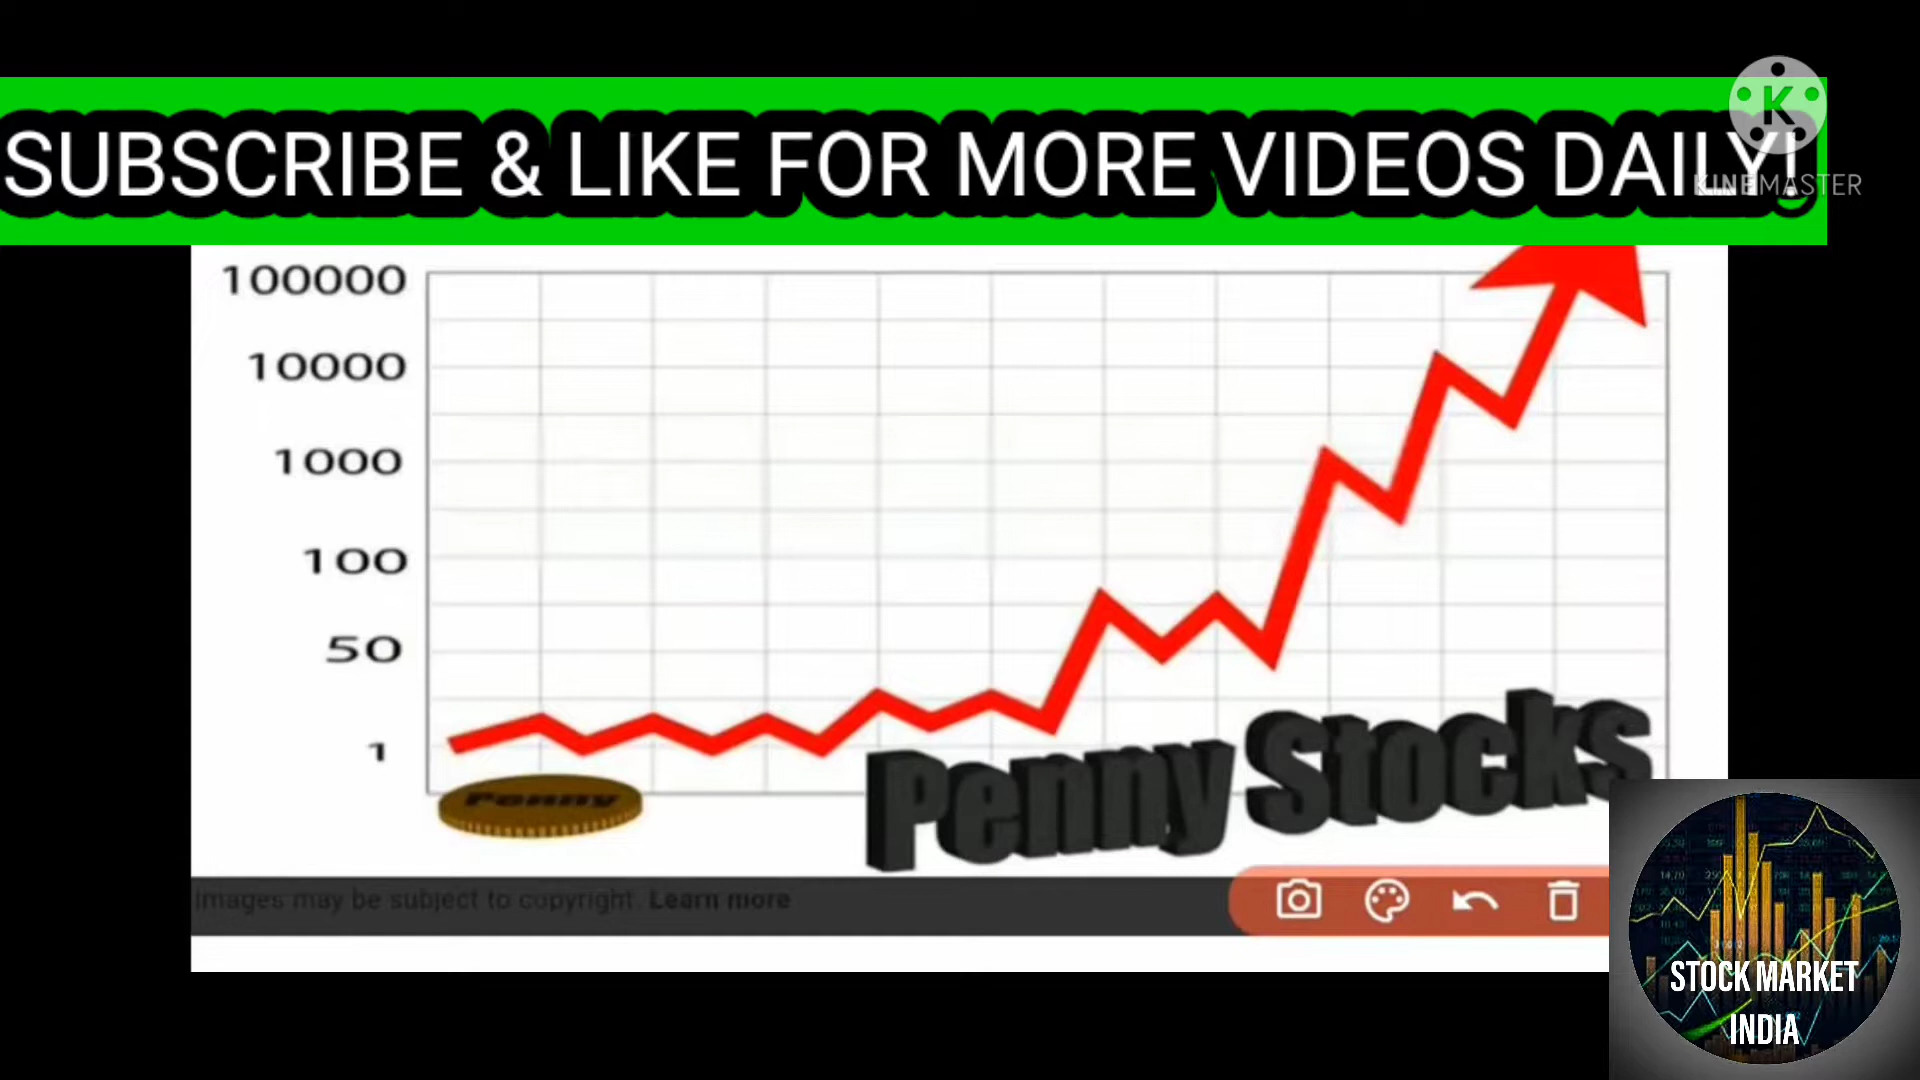 SUBSCRIBE & LIKE FOR MORE VIDEOS DAILY!
KINEMASTER
100000
10000
1000
100
50
1
Penny
Penny Stocks
Images may be subject to copyright. Learn more
STOCK MARKET
INDIA